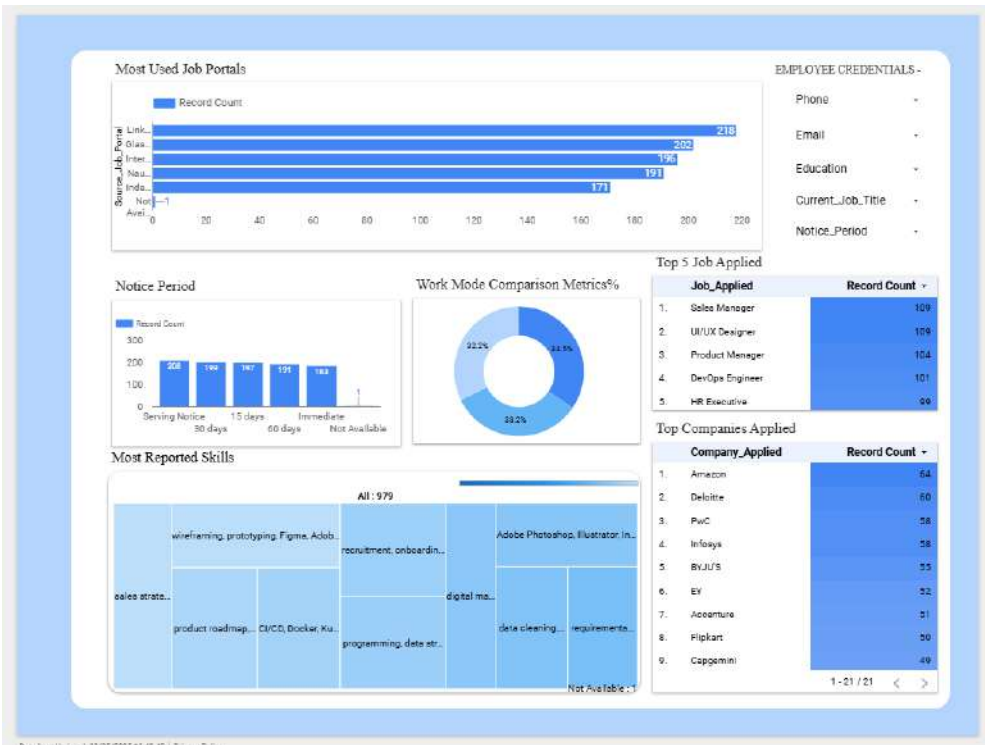 Most Used Job Portals
EMPLOYEE CREDENTIALS -
Record Count
Source_Job_Portal
Link...
Glas...
Inter...
Nau...
Inde...
Not
Avai...
218
202
196
191
171
1
0 20 40 60 80 100 120 140 160 180 200 220
Phone
Email
Education
Current_Job_Title
Notice_Period
Notice Period
Record Count
300
200
100
0
208 199 197 191 183 1
Serving Notice 15 days Immediate
30 days 60 days Not Available
Work Mode Comparison Metrics%
32.2%
34.5%
33.2%
Top 5 Job Applied
Job_Applied Record Count
1. Sales Manager 109
2. UI/UX Designer 109
3. Product Manager 104
4. DevOps Engineer 101
5. HR Executive 99
Most Reported Skills
All : 979
sales strate...
wireframing, prototyping, Figma, Adob...
product roadmap,...
CI/CD, Docker, Ku...
recruitment, onboardin...
programming, data str...
digital ma...
Adobe Photoshop, Illustrator, In...
data cleaning...
requirements...
Not Available : 1
Top Companies Applied
Company_Applied Record Count
1. Amazon 64
2. Deloitte 60
3. PwC 58
4. Infosys 58
5. BYJU'S 55
6. EY 52
7. Accenture 51
8. Flipkart 50
9. Capgemini 49
1 - 21 / 21 < >